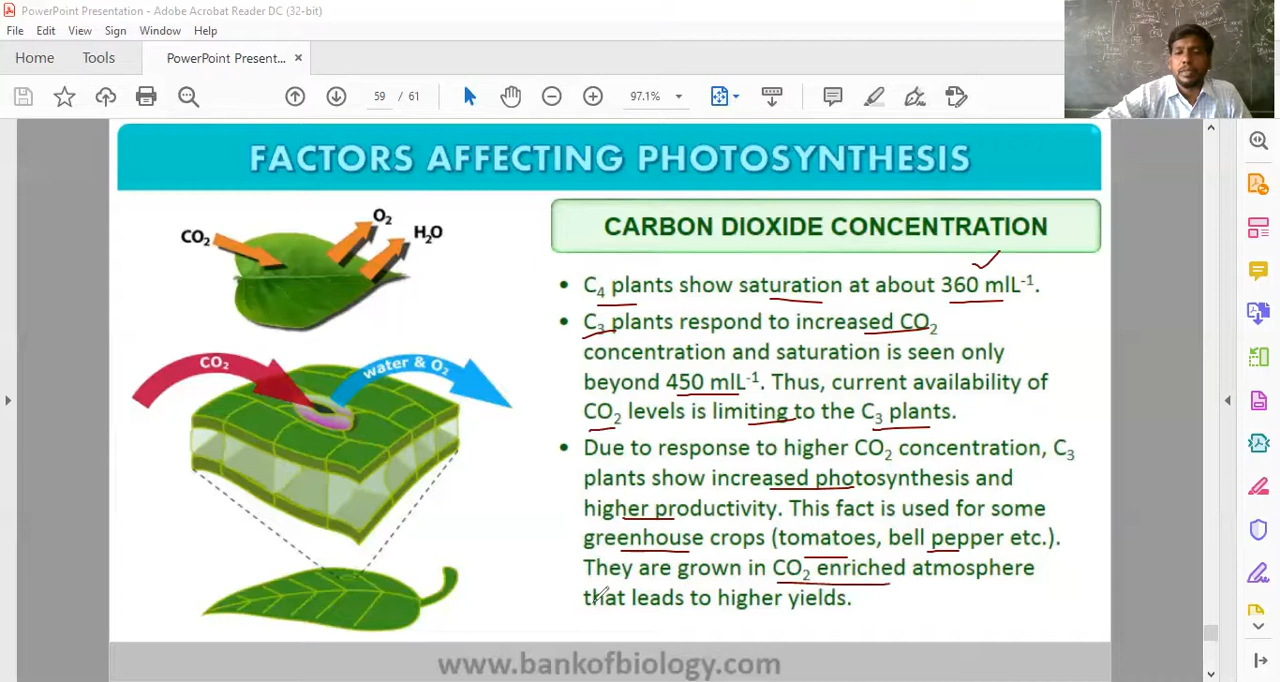 PowerPoint Presentation - Adobe Acrobat Reader DC (32-bit)
File Edit View Sign Window Help
Home Tools PowerPoint Present... ×
59 / 61 97.1%
FACTORS AFFECTING PHOTOSYNTHESIS
CO₂ O₂ H₂O
CARBON DIOXIDE CONCENTRATION
• C₄ plants show saturation at about 360 mlL⁻¹.
• C₃ plants respond to increased CO₂
concentration and saturation is seen only
beyond 450 mlL⁻¹. Thus, current availability of
CO₂ levels is limiting to the C₃ plants.
• Due to response to higher CO₂ concentration, C₃
plants show increased photosynthesis and
higher productivity. This fact is used for some
greenhouse crops (tomatoes, bell pepper etc.).
They are grown in CO₂ enriched atmosphere
that leads to higher yields.
CO₂ water & O₂
www.bankofbiology.com